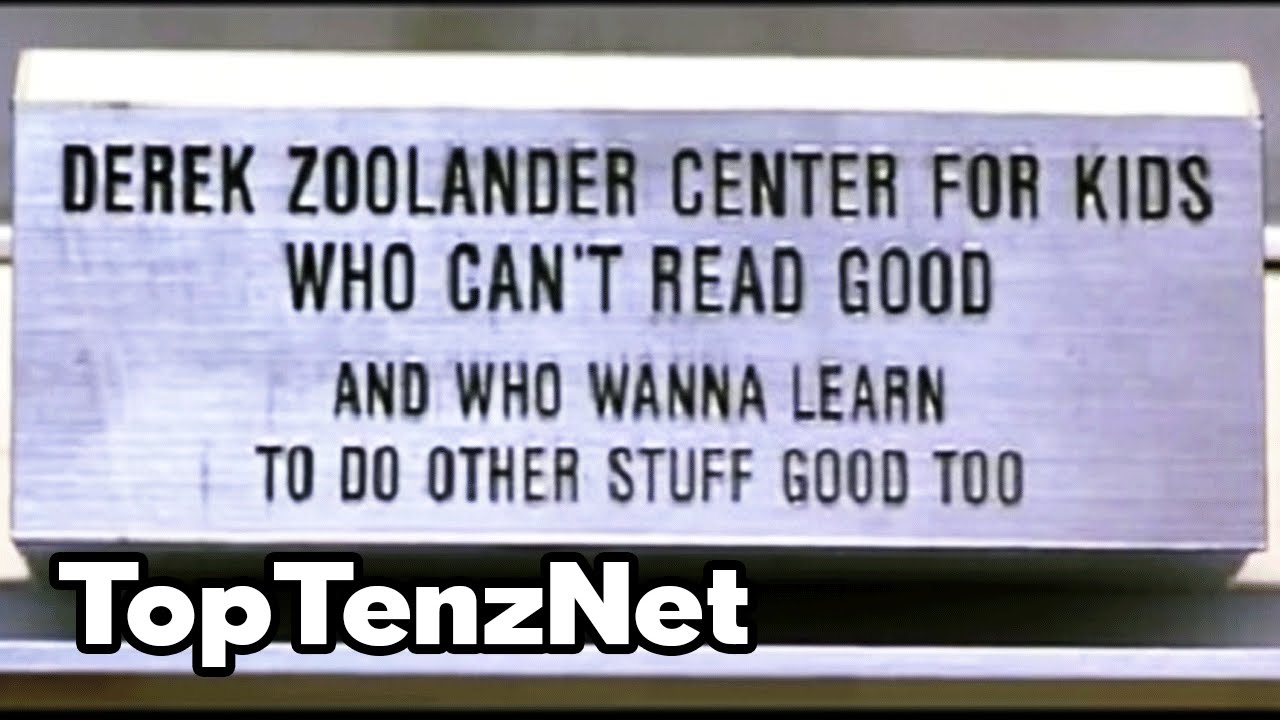 DEREK ZOOLANDER CENTER FOR KIDS
WHO CAN'T READ GOOD
AND WHO WANNA LEARN
TO DO OTHER STUFF GOOD TOO
TopTenzNet